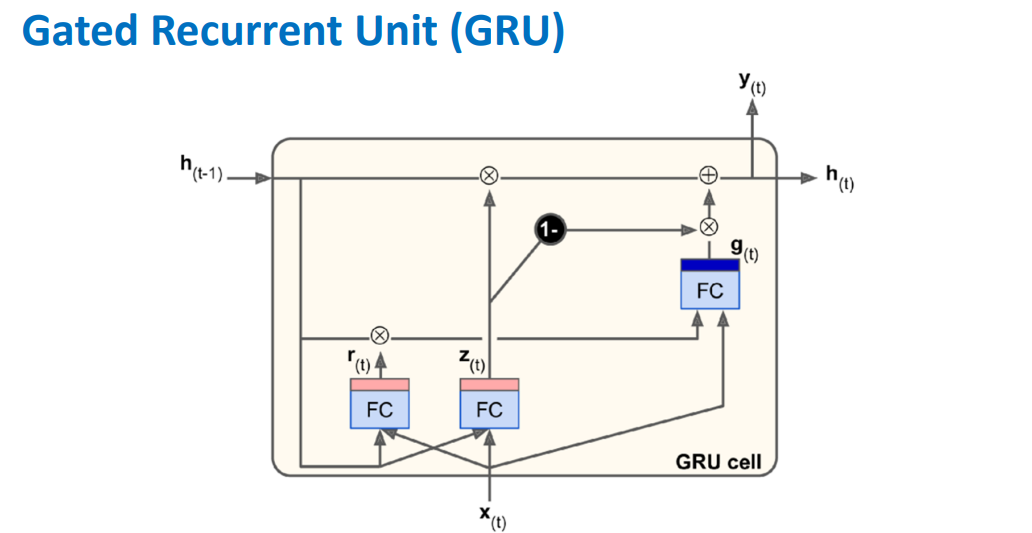 Gated Recurrent Unit (GRU)
y(t)
h(t-1)
h(t)
1-
g(t)
FC
r(t)
z(t)
FC
FC
GRU cell
x(t)